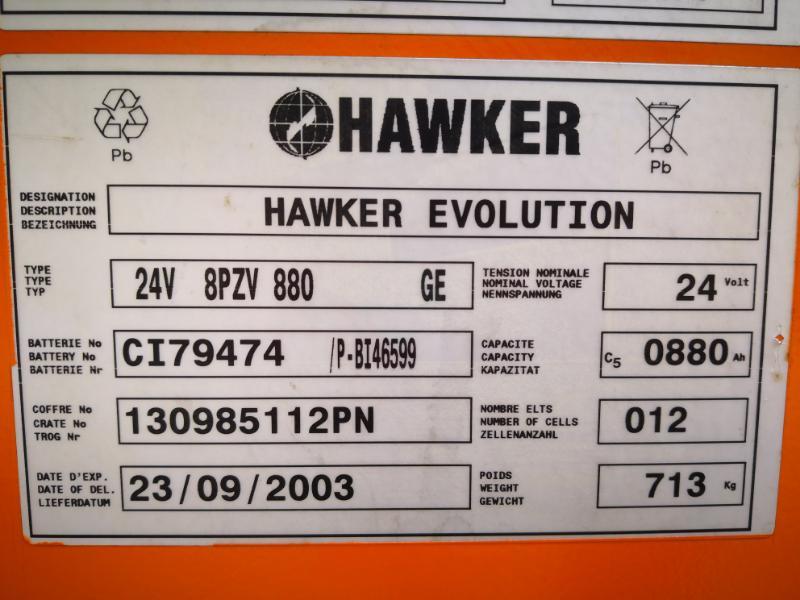 Pb
HAWKER
Pb
DESIGNATION
DESCRIPTION
BEZEICHNUNG
HAWKER EVOLUTION
TYPE
TYPE
TYP
24V 8PZV 880 GE
TENSION NOMINALE
NOMINAL VOLTAGE
NENNSPANNUNG
24 Volt
BATTERIE No
BATTERY No
BATTERIE Nr
CI79474 /P-BI46599
CAPACITE
CAPACITY
KAPAZITAT
C5 0880 Ah
COFFRE No
CRATE No
TROG Nr
130985112PN
NOMBRE ELTS
NUMBER OF CELLS
ZELLENANZAHL
012
DATE D'EXP.
DATE OF DEL.
LIEFERDATUM
23/09/2003
POIDS
WEIGHT
GEWICHT
713 Kg